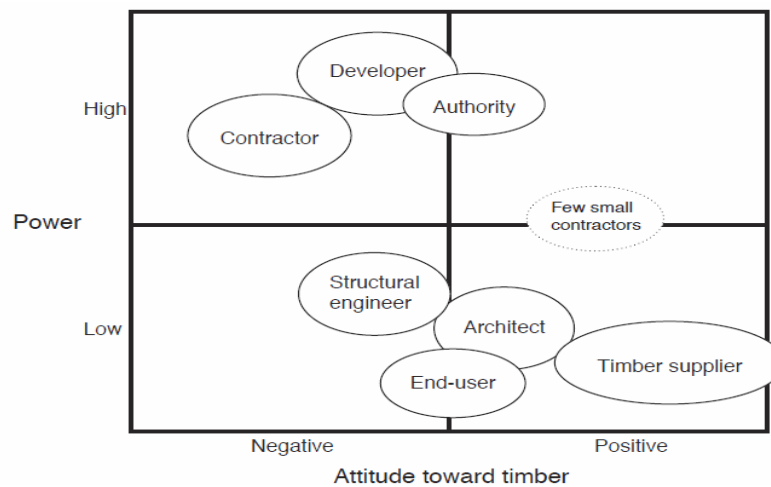 Developer
High
Authority
Contractor
Power
Few small
contractors
Structural
engineer
Low
Architect
Timber supplier
End-user
Negative
Positive
Attitude toward timber